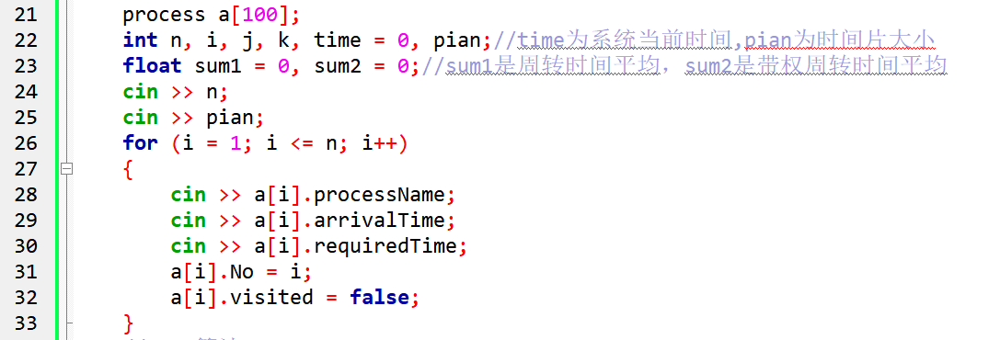 21 process a[100];
22 int n, i, j, k, time = 0, pian;//time为系统当前时间,pian为时间片大小
23 float sum1 = 0, sum2 = 0;//sum1是周转时间平均，sum2是带权周转时间平均
24 cin >> n;
25 cin >> pian;
26 for (i = 1; i <= n; i++)
27 {
28 cin >> a[i].processName;
29 cin >> a[i].arrivalTime;
30 cin >> a[i].requiredTime;
31 a[i].No = i;
32 a[i].visited = false;
33 }